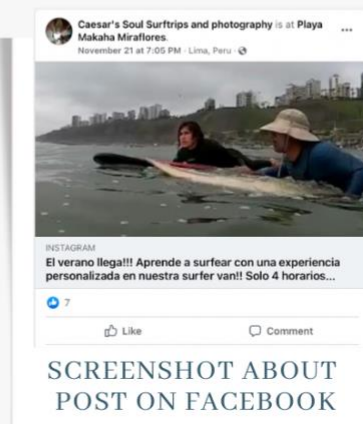 Caesar's Soul Surftrips and photography is at Playa
Makaha Miraflores.
November 21 at 7:05 PM · Lima, Peru ·
INSTAGRAM
El verano llega!!! Aprende a surfear con una experiencia
personalizada en nuestra surfer van!! Solo 4 horarios...
7
Like
Comment
SCREENSHOT ABOUT
POST ON FACEBOOK